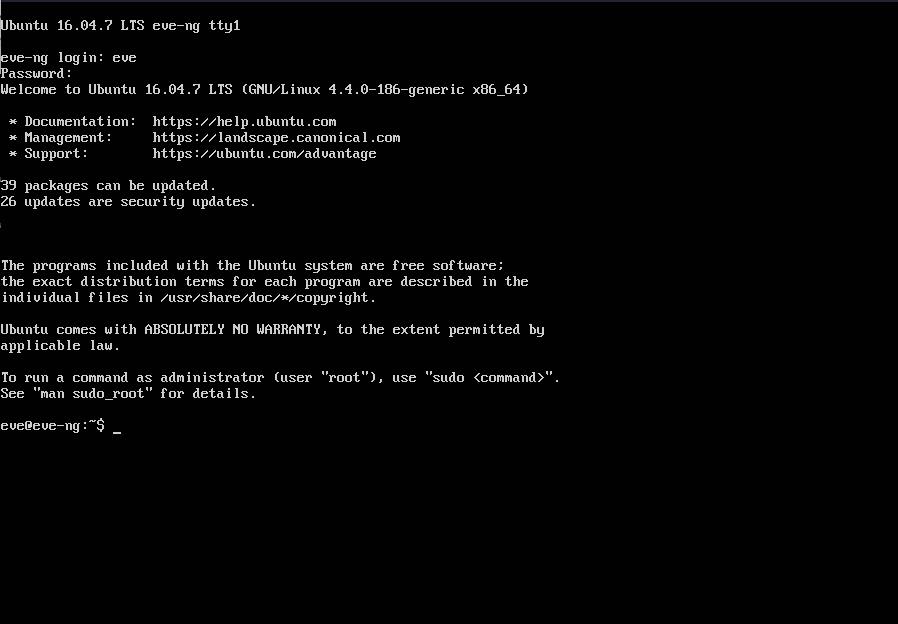 Ubuntu 16.04.7 LTS eve-ng tty1
eve-ng login: eve
Password:
Welcome to Ubuntu 16.04.7 LTS (GNU/Linux 4.4.0-186-generic x86_64)
* Documentation:  https://help.ubuntu.com
* Management:     https://landscape.canonical.com
* Support:        https://ubuntu.com/advantage
39 packages can be updated.
26 updates are security updates.
The programs included with the Ubuntu system are free software;
the exact distribution terms for each program are described in the
individual files in /usr/share/doc/*/copyright.
Ubuntu comes with ABSOLUTELY NO WARRANTY, to the extent permitted by
applicable law.
To run a command as administrator (user "root"), use "sudo <command>".
See "man sudo_root" for details.
eve@eve-ng:~$ _